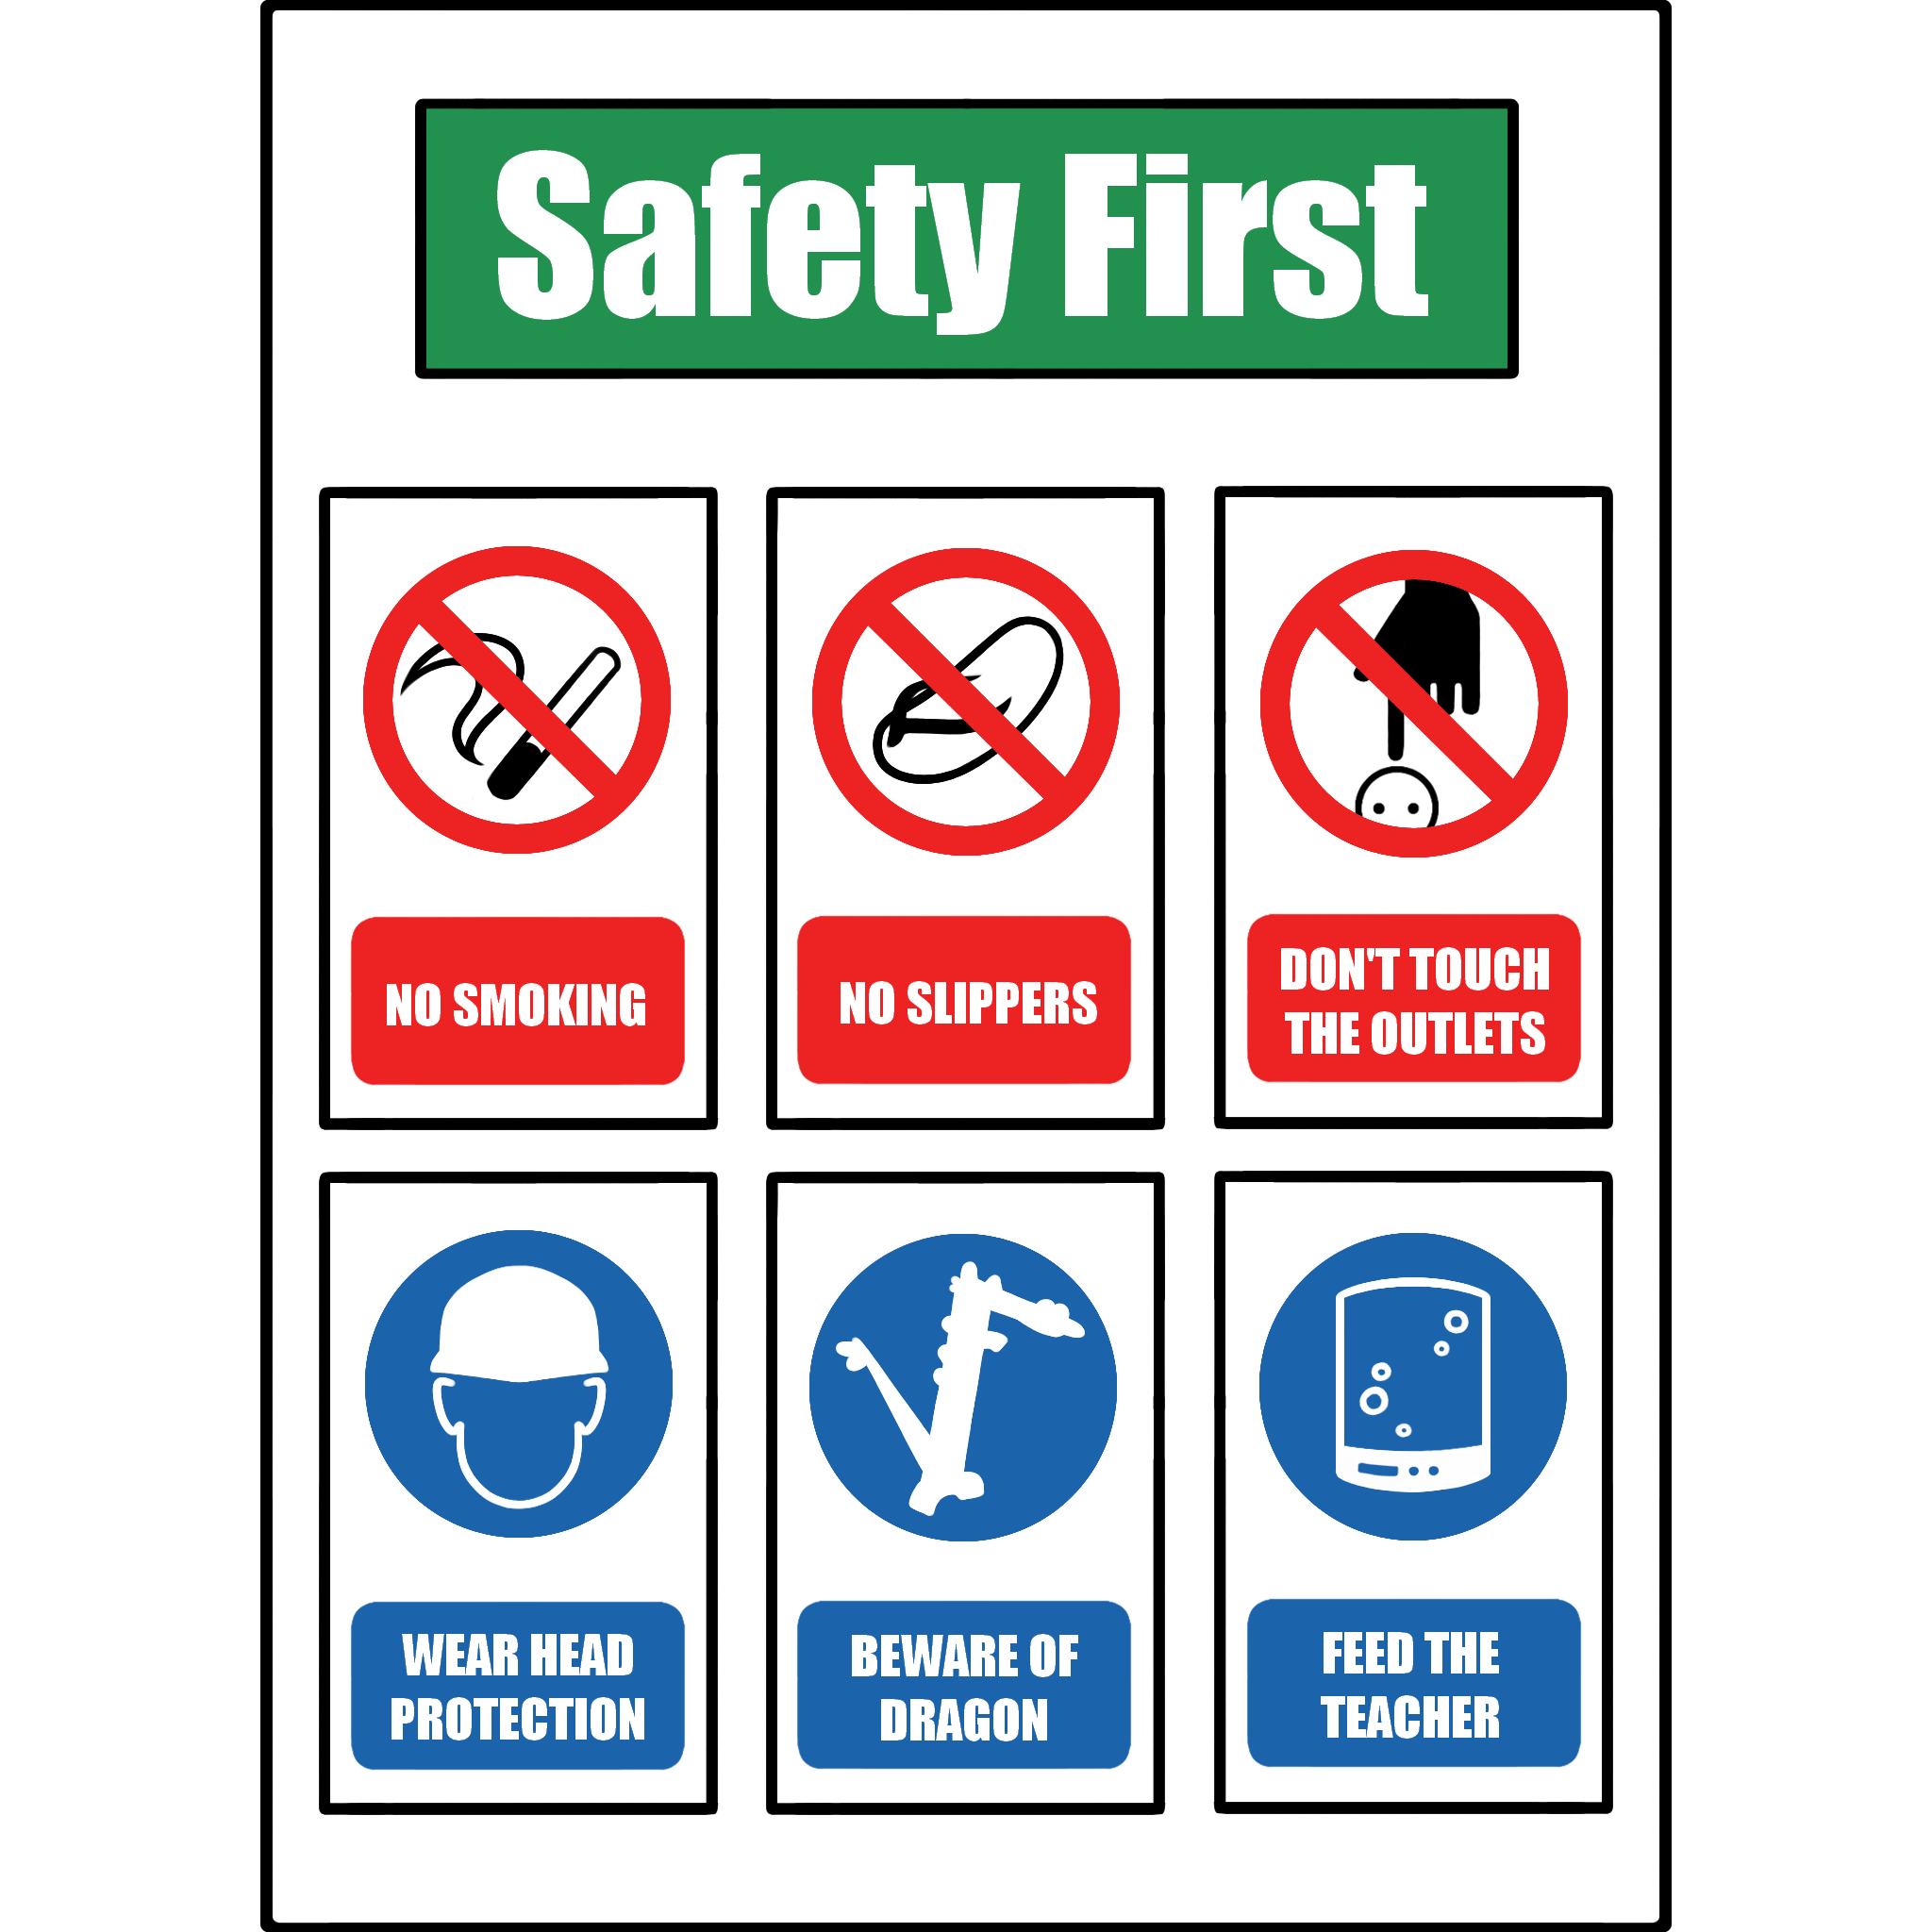 Safety First
NO SMOKING
NO SLIPPERS
DON'T TOUCH
THE OUTLETS
WEAR HEAD
PROTECTION
BEWARE OF
DRAGON
FEED THE
TEACHER